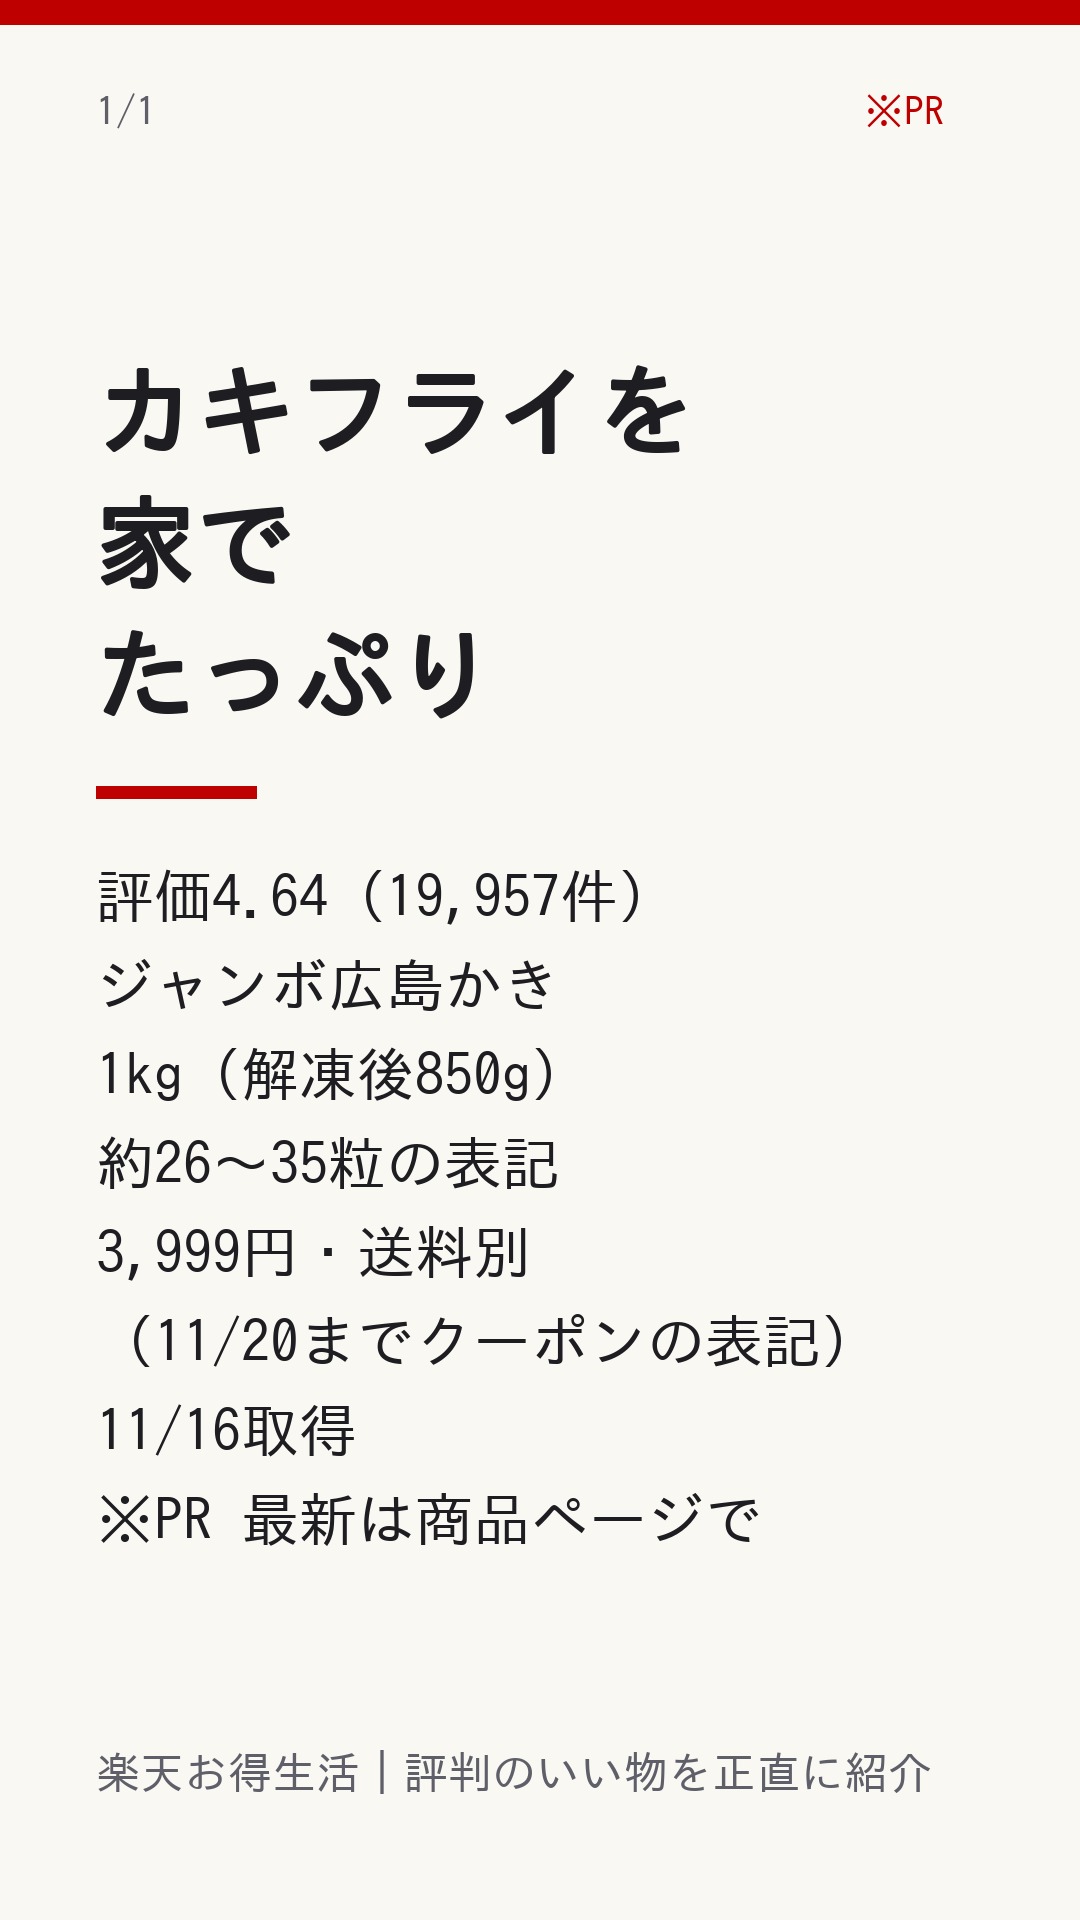 1/1
※PR
カキフライを
家で
たっぷり
評価4.64（19,957件）
ジャンボ広島かき
1kg（解凍後850g）
約26〜35粒の表記
3,999円・送料別
（11/20までクーポンの表記）
11/16取得
※PR 最新は商品ページで
楽天お得生活｜評判のいい物を正直に紹介